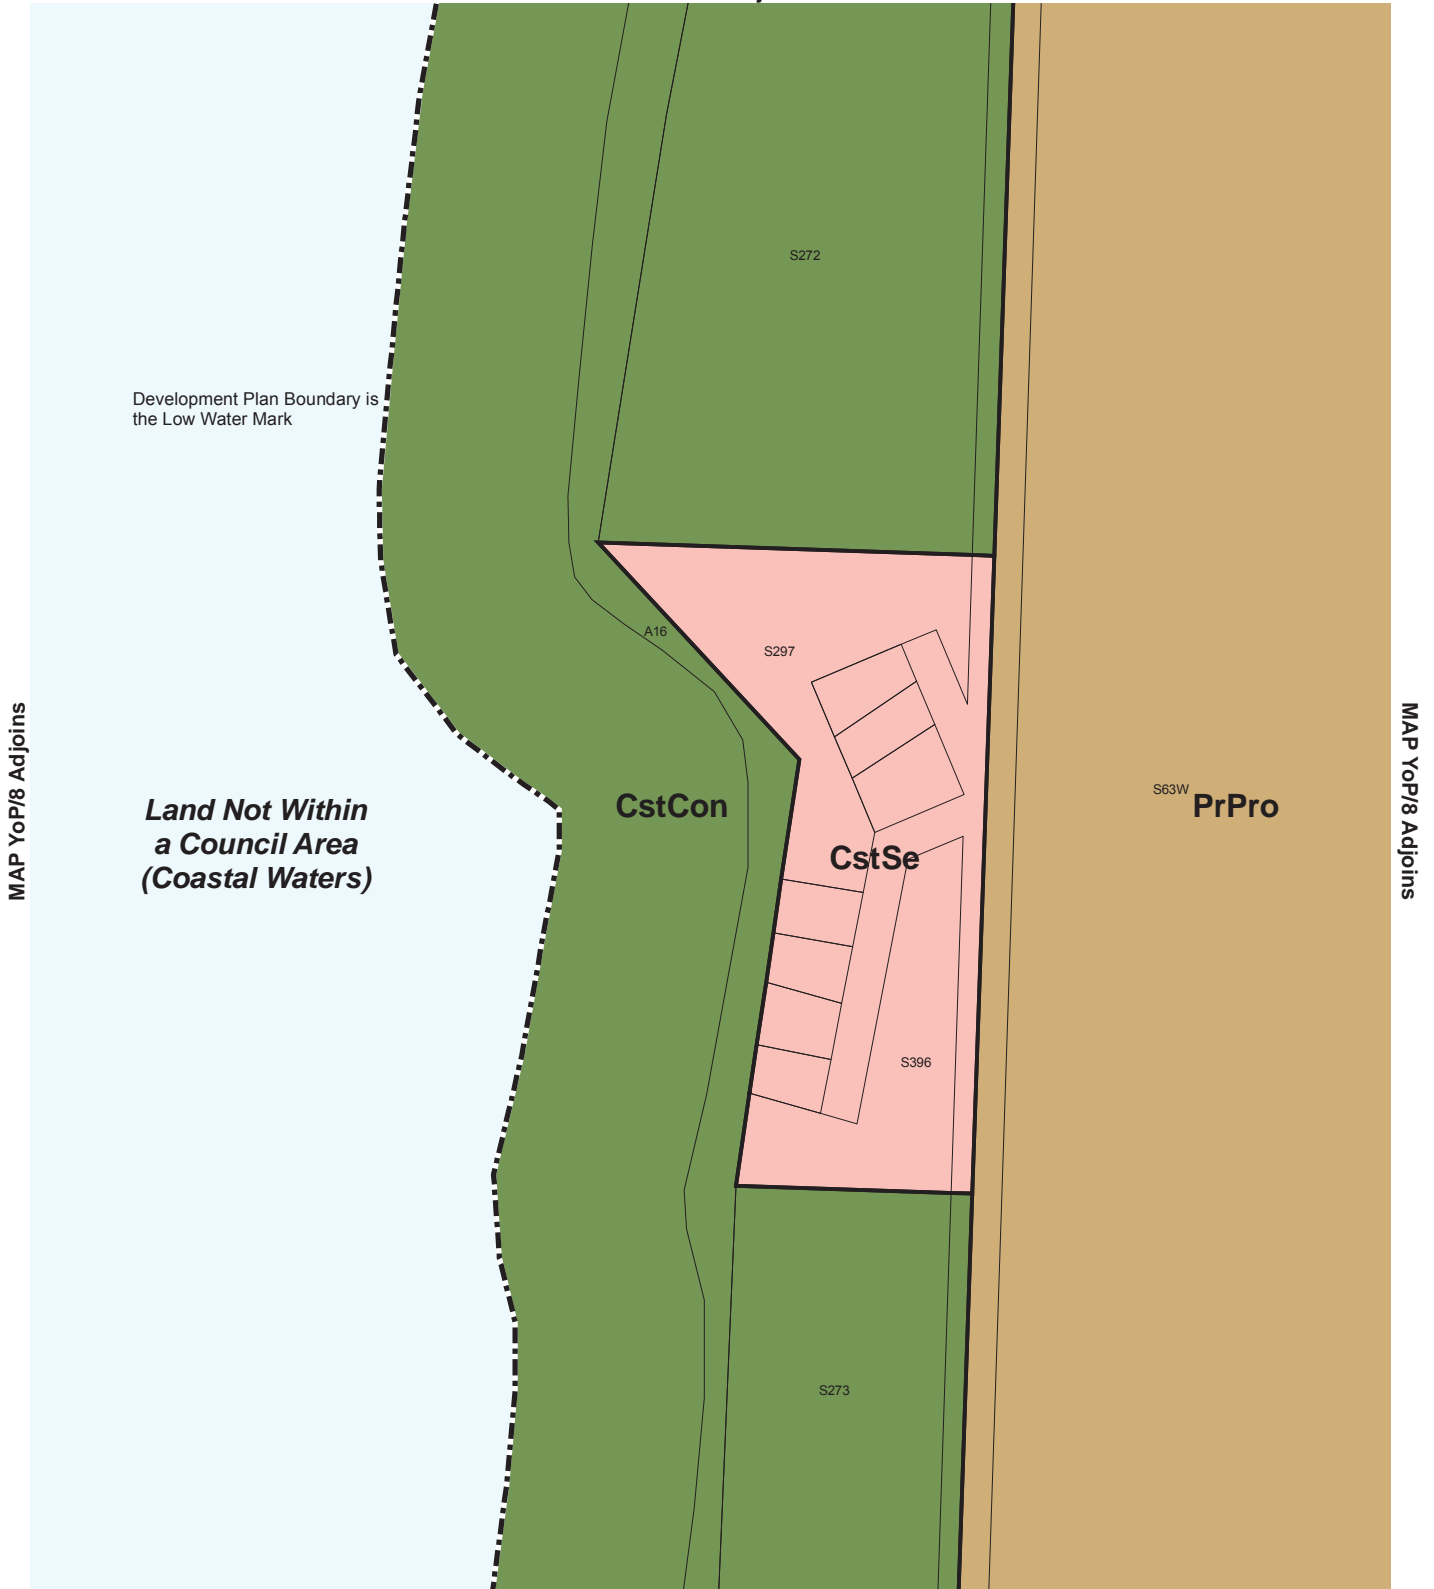 S272
Development Plan Boundary is
the Low Water Mark
A16
S297
MAP YoP/8 Adjoins
MAP YoP/8 Adjoins
S63W
PrPro
CstCon
Land Not Within
a Council Area
(Coastal Waters)
CstSe
S396
S273